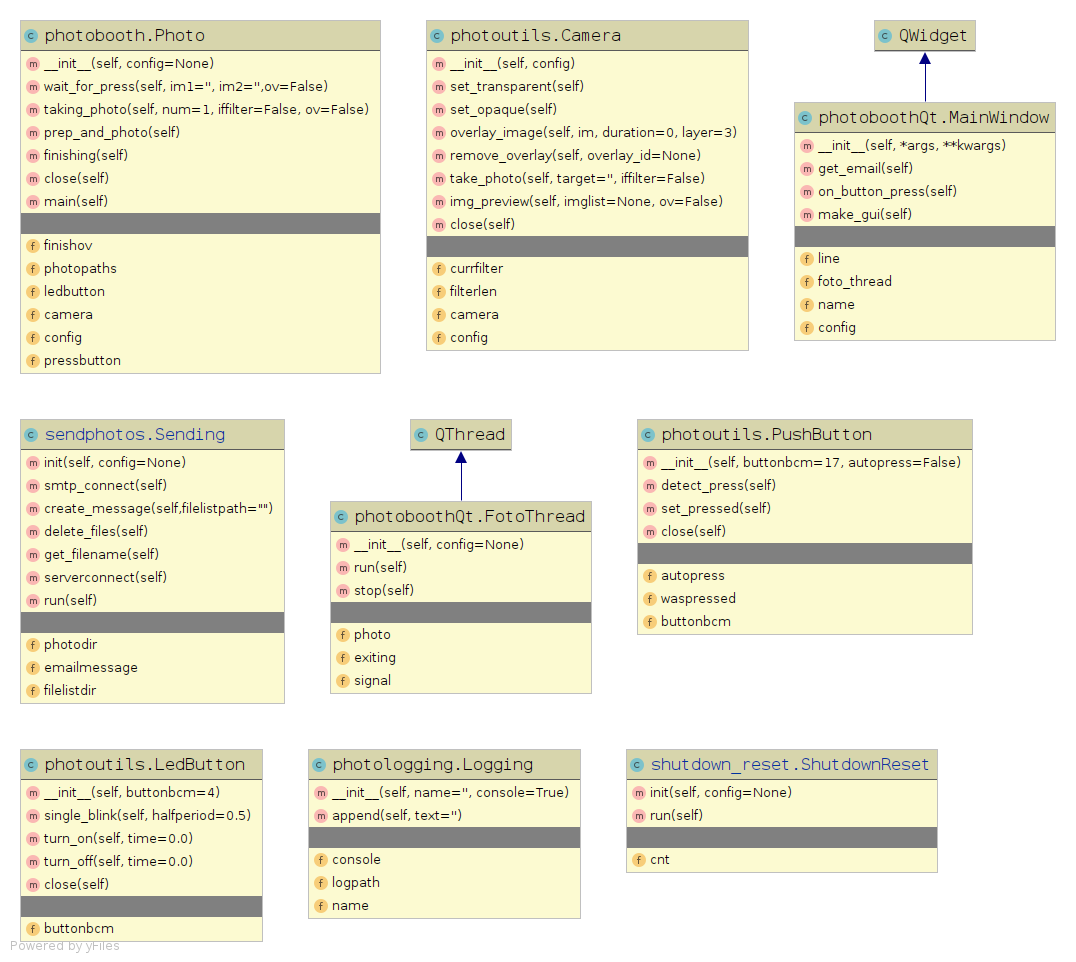 photobooth.Photo
__init__(self, config=None)
wait_for_press(self, im1='', im2='',ov=False)
taking_photo(self, num=1, iffilter=False, ov=False)
prep_and_photo(self)
finishing(self)
close(self)
main(self)
finishov
photopaths
ledbutton
camera
config
pressbutton
photoutils.Camera
__init__(self, config)
set_transparent(self)
set_opaque(self)
overlay_image(self, im, duration=0, layer=3)
remove_overlay(self, overlay_id=None)
take_photo(self, target='', iffilter=False)
img_preview(self, imglist=None, ov=False)
close(self)
currfilter
filterlen
camera
config
QWidget
photoboothQt.MainWindow
__init__(self, *args, **kwargs)
get_email(self)
on_button_press(self)
make_gui(self)
line
foto_thread
name
config
sendphotos.Sending
init(self, config=None)
smtp_connect(self)
create_message(self,filelistpath="")
delete_files(self)
get_filename(self)
serverconnect(self)
run(self)
photodir
emailmessage
filelistdir
QThread
photoboothQt.FotoThread
__init__(self, config=None)
run(self)
stop(self)
photo
exiting
signal
photoutils.PushButton
__init__(self, buttonbcm=17, autopress=False)
detect_press(self)
set_pressed(self)
close(self)
autopress
waspressed
buttonbcm
photoutils.LedButton
__init__(self, buttonbcm=4)
single_blink(self, halfperiod=0.5)
turn_on(self, time=0.0)
turn_off(self, time=0.0)
close(self)
buttonbcm
photologging.Logging
__init__(self, name='', console=True)
append(self, text='')
console
logpath
name
shutdown_reset.ShutdownReset
init(self, config=None)
run(self)
cnt
Powered by yFiles